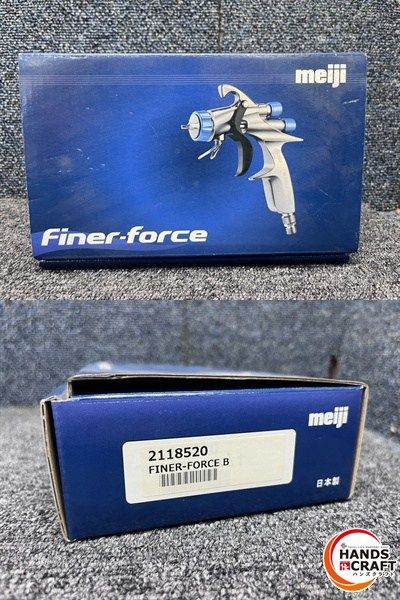 meiji
Finer-force
meiji
2118520
FINER-FORCE B
日本製
HANDS
CRAFT
ハンズクラフト